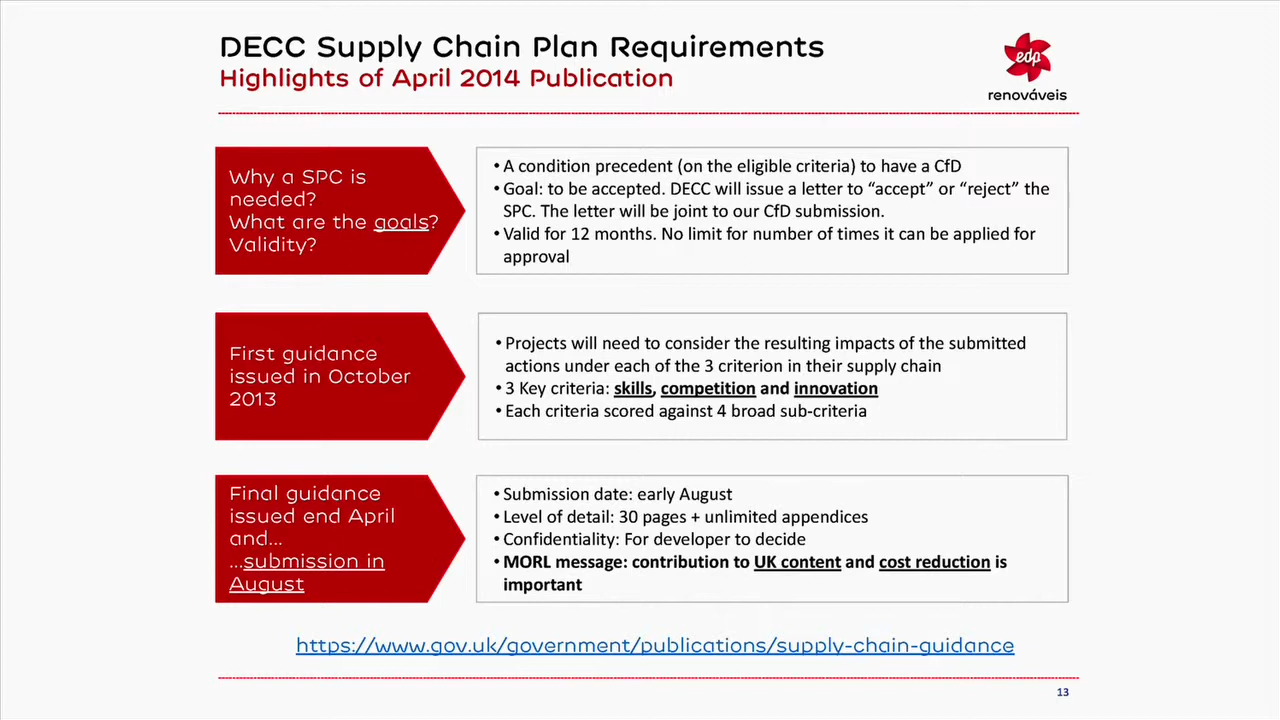 DECC Supply Chain Plan Requirements
Highlights of April 2014 Publication
edp
renováveis
Why a SPC is
needed?
What are the goals?
Validity?
• A condition precedent (on the eligible criteria) to have a CfD
• Goal: to be accepted. DECC will issue a letter to “accept” or “reject” the
SPC. The letter will be joint to our CfD submission.
• Valid for 12 months. No limit for number of times it can be applied for
approval
First guidance
issued in October
2013
• Projects will need to consider the resulting impacts of the submitted
actions under each of the 3 criterion in their supply chain
• 3 Key criteria: skills, competition and innovation
• Each criteria scored against 4 broad sub-criteria
Final guidance
issued end April
and...
...submission in
August
• Submission date: early August
• Level of detail: 30 pages + unlimited appendices
• Confidentiality: For developer to decide
• MORL message: contribution to UK content and cost reduction is
important
https://www.gov.uk/government/publications/supply-chain-guidance
13